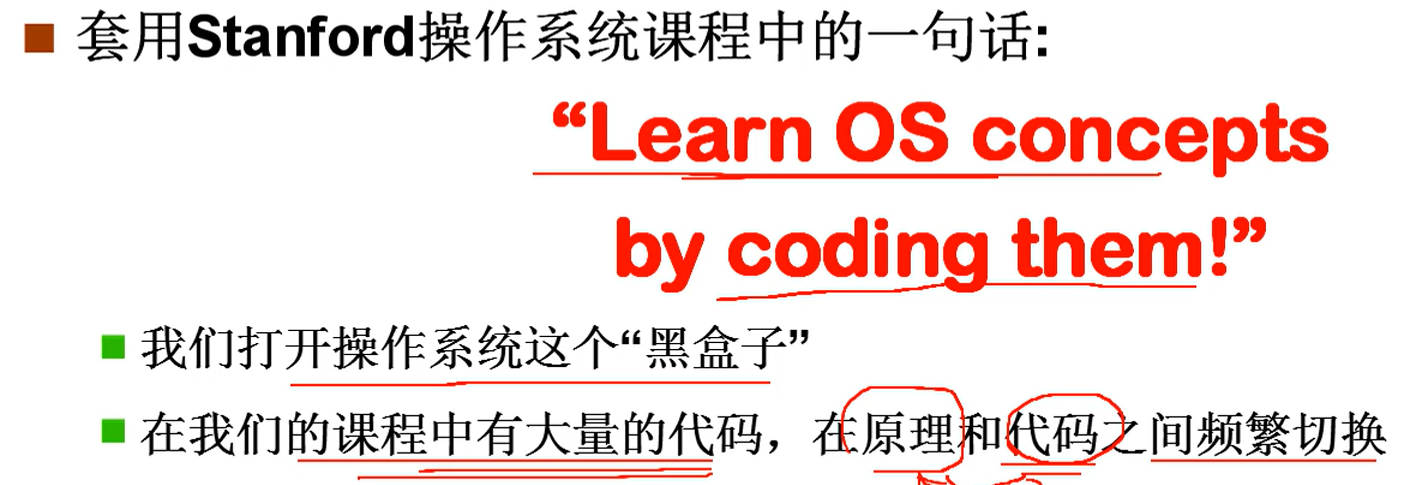 套用Stanford操作系统课程中的一句话:
“Learn OS concepts
by coding them!”
我们打开操作系统这个“黑盒子”
在我们的课程中有大量的代码，在原理和代码之间频繁切换